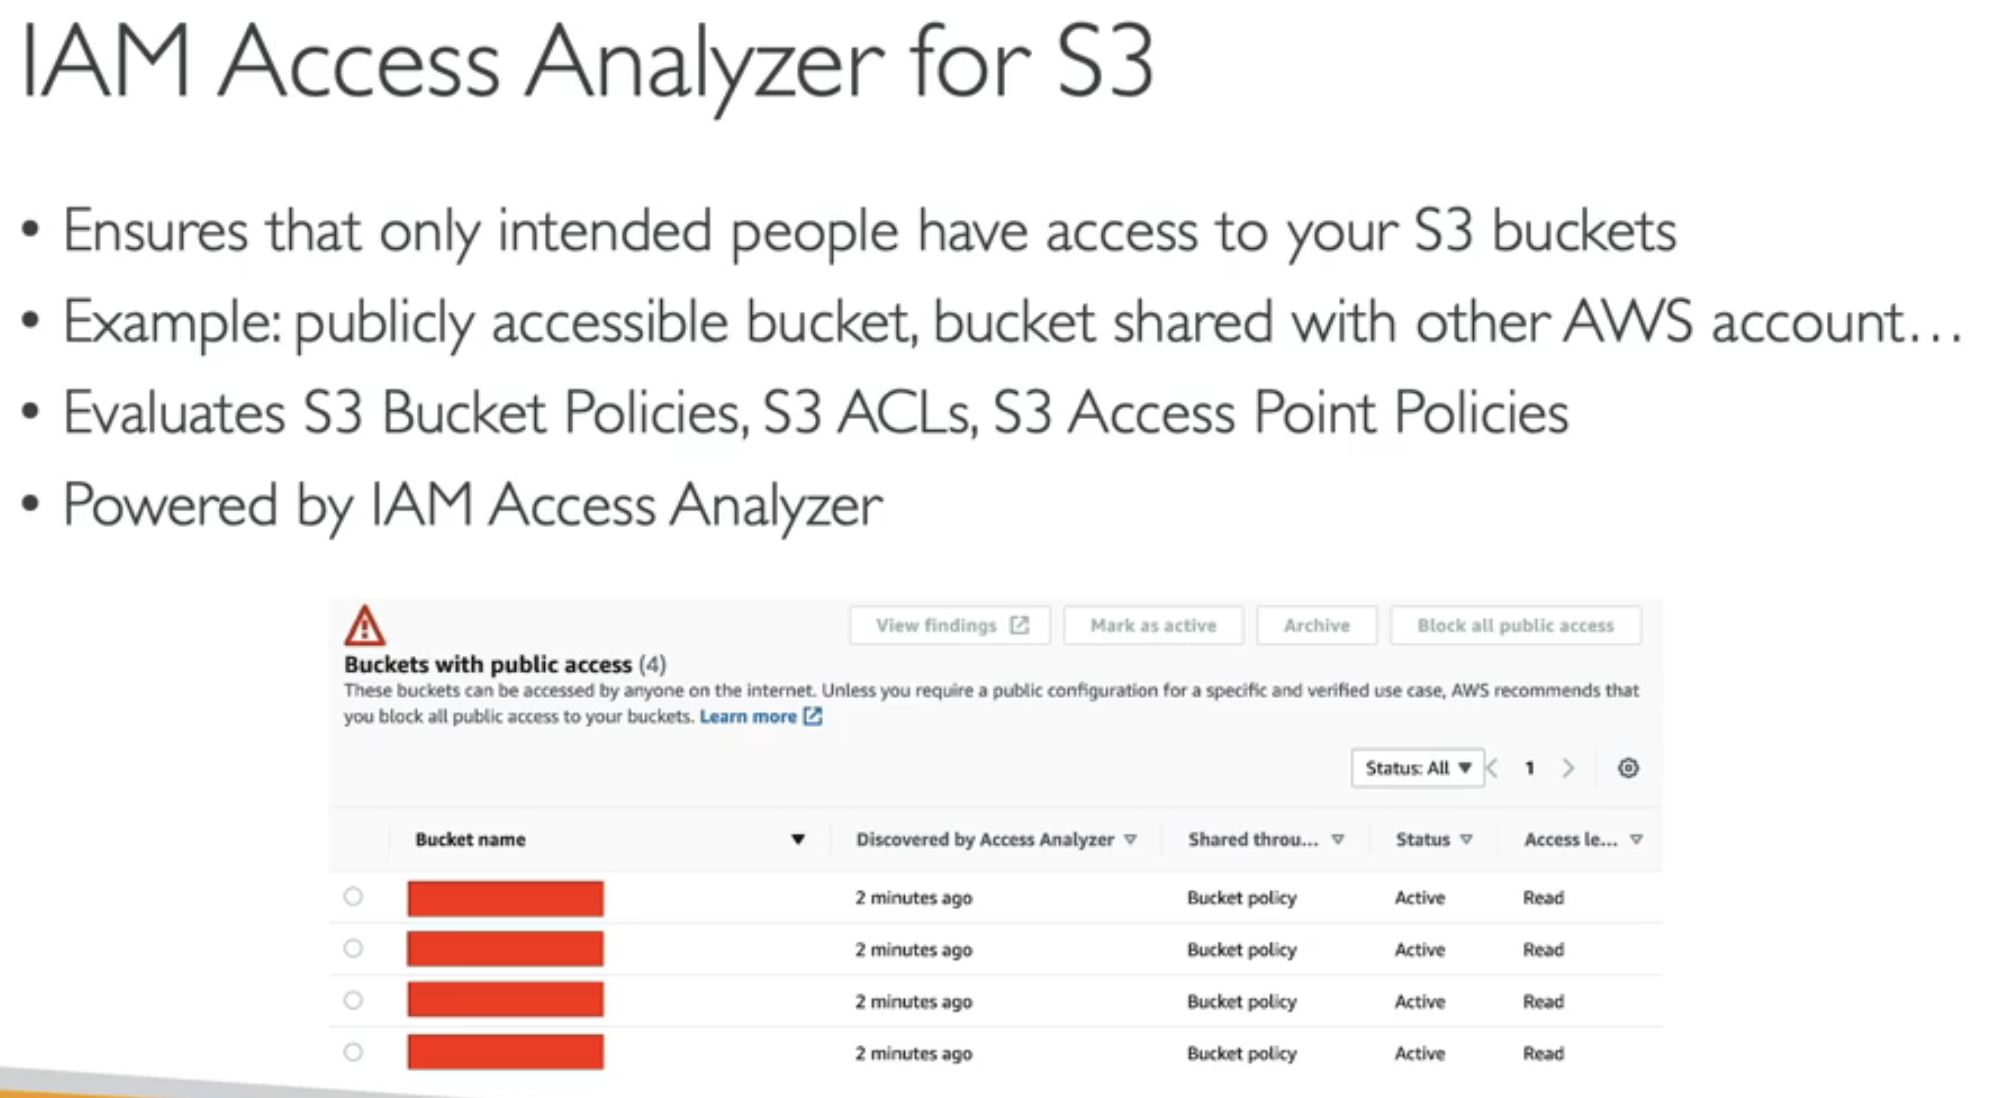 IAM Access Analyzer for S3
• Ensures that only intended people have access to your S3 buckets
• Example: publicly accessible bucket, bucket shared with other AWS account…
• Evaluates S3 Bucket Policies, S3 ACLs, S3 Access Point Policies
• Powered by IAM Access Analyzer
View findings Mark as active Archive Block all public access
Buckets with public access (4)
These buckets can be accessed by anyone on the internet. Unless you require a public configuration for a specific and verified use case, AWS recommends that
you block all public access to your buckets. Learn more
Status: All 1
Bucket name Discovered by Access Analyzer Shared throu... Status Access le...
2 minutes ago Bucket policy Active Read
2 minutes ago Bucket policy Active Read
2 minutes ago Bucket policy Active Read
2 minutes ago Bucket policy Active Read